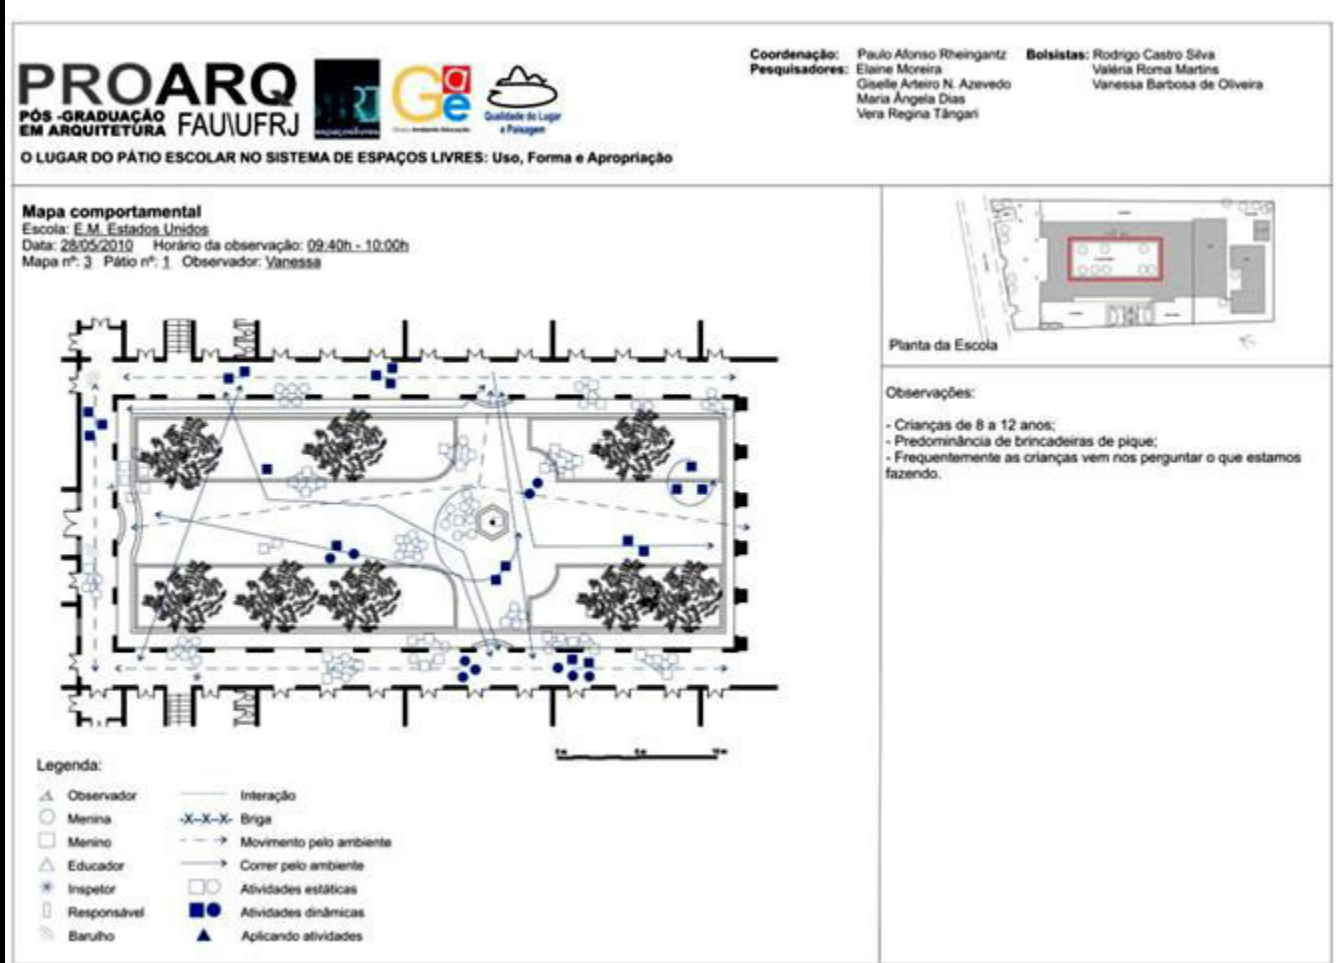 PROARQ
PÓS -GRADUAÇÃO
EM ARQUITETURA FAU\UFRJ
Qualidade do Lugar
e Paisagem
Coordenação: Paulo Afonso Rheingantz
Pesquisadores: Elaine Moreira
Giselle Arteiro N. Azevedo
Maria Ângela Dias
Vera Regina Tângari
Bolsistas: Rodrigo Castro Silva
Valéria Roma Martins
Vanessa Barbosa de Oliveira
O LUGAR DO PÁTIO ESCOLAR NO SISTEMA DE ESPAÇOS LIVRES: Uso, Forma e Apropriação
Mapa comportamental
Escola: E.M. Estados Unidos
Data: 28/05/2010 Horário da observação: 09:40h - 10:00h
Mapa nº: 3 Pátio nº: 1 Observador: Vanessa
Planta da Escola
Observações:
- Crianças de 8 a 12 anos;
- Predominância de brincadeiras de pique;
- Frequentemente as crianças vem nos perguntar o que estamos
fazendo.
Legenda:
Observador
Menina
Menino
Educador
Inspetor
Responsável
Barulho
Interação
-X-X-X- Briga
Movimento pelo ambiente
Correr pelo ambiente
Atividades estáticas
Atividades dinâmicas
Aplicando atividades